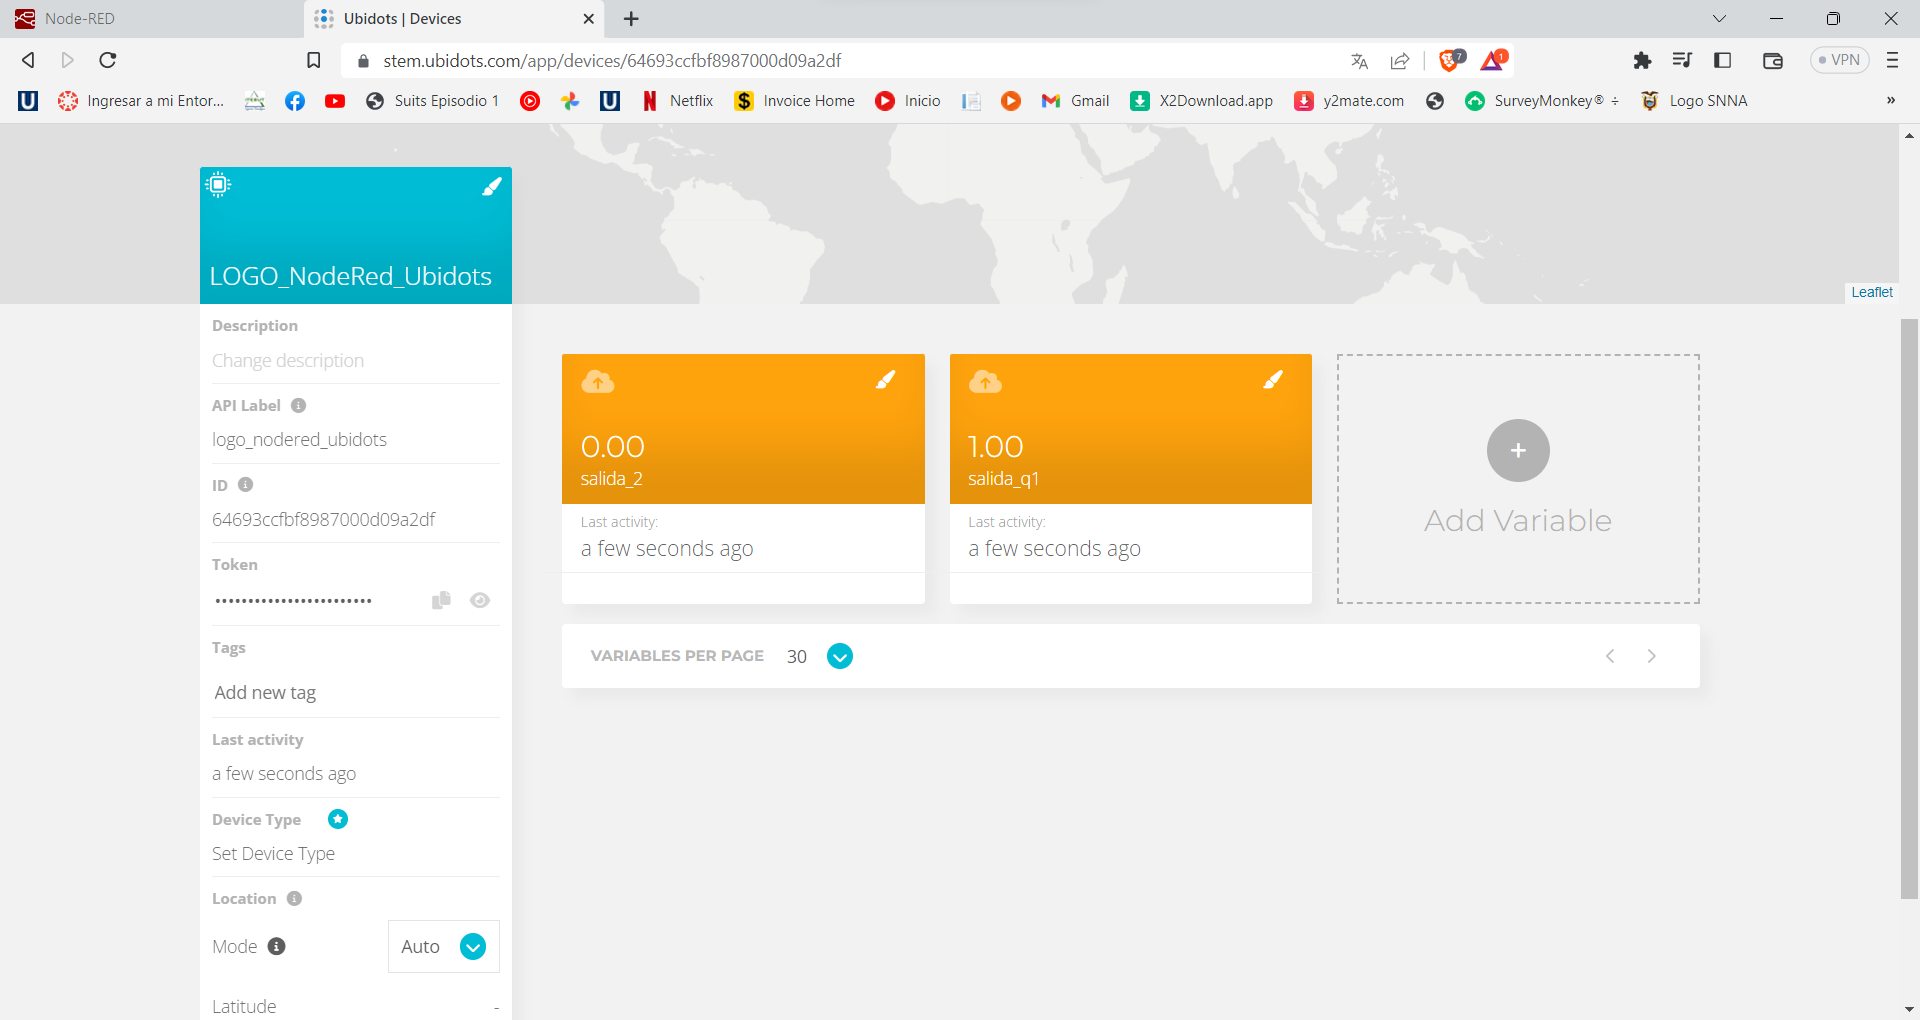 Node-RED
Ubidots | Devices
stem.ubidots.com/app/devices/64693ccfbf8987000d09a2df
7
1
VPN
Ingresar a mi Entor...
Suits Episodio 1
Netflix
Invoice Home
Inicio
Gmail
X2Download.app
y2mate.com
SurveyMonkey® ÷
Logo SNNA
»
LOGO_NodeRed_Ubidots
Leaflet
Description
Change description
API Label
logo_nodered_ubidots
ID
64693ccfbf8987000d09a2df
Token
••••••••••••••••••••••••
Tags
Add new tag
Last activity
a few seconds ago
Device Type
Set Device Type
Location
Mode
Auto
Latitude
-
0.00
salida_2
Last activity:
a few seconds ago
1.00
salida_q1
Last activity:
a few seconds ago
Add Variable
VARIABLES PER PAGE 30